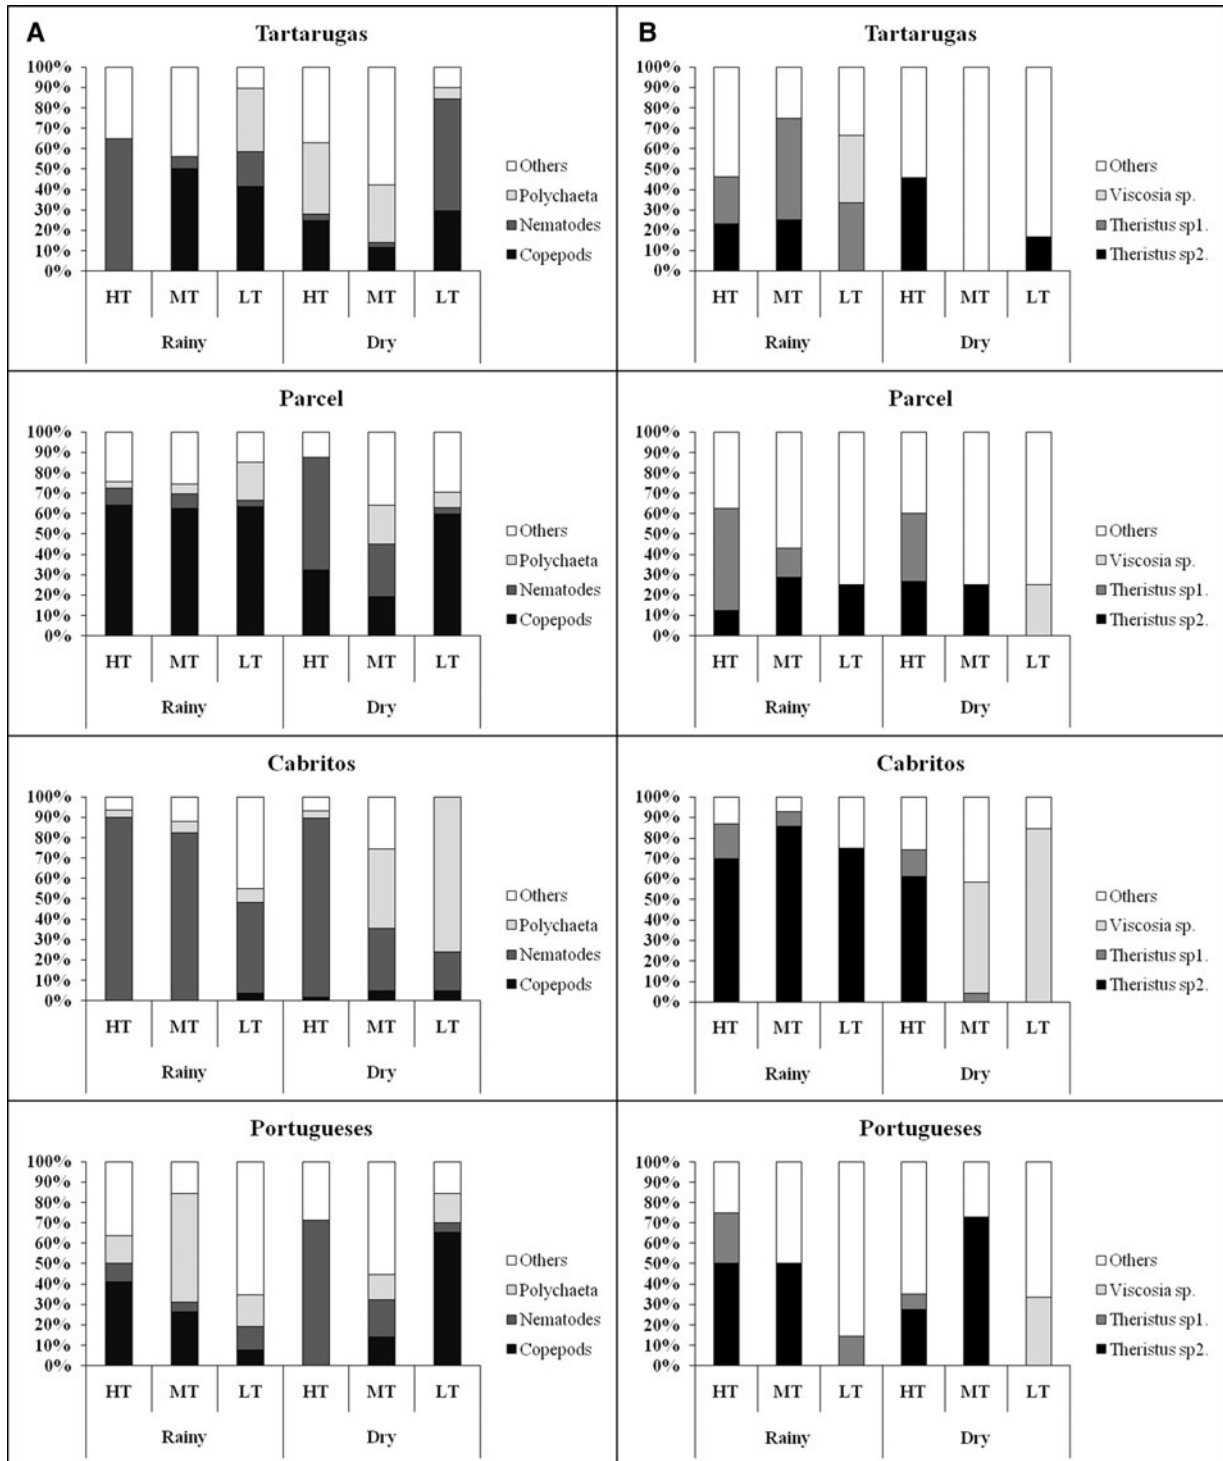 A
Tartarugas
100%
90%
80%
70%
60%
50%
40%
30%
20%
10%
0%
Others
Polychaeta
Nematodes
Copepods
HT MT LT HT MT LT
Rainy Dry
B
Tartarugas
100%
90%
80%
70%
60%
50%
40%
30%
20%
10%
0%
Others
Viscosia sp.
Theristus sp1.
Theristus sp2.
HT MT LT HT MT LT
Rainy Dry
Parcel
100%
90%
80%
70%
60%
50%
40%
30%
20%
10%
0%
Others
Polychaeta
Nematodes
Copepods
HT MT LT HT MT LT
Rainy Dry
Parcel
100%
90%
80%
70%
60%
50%
40%
30%
20%
10%
0%
Others
Viscosia sp.
Theristus sp1.
Theristus sp2.
HT MT LT HT MT LT
Rainy Dry
Cabritos
100%
90%
80%
70%
60%
50%
40%
30%
20%
10%
0%
Others
Polychaeta
Nematodes
Copepods
HT MT LT HT MT LT
Rainy Dry
Cabritos
100%
90%
80%
70%
60%
50%
40%
30%
20%
10%
0%
Others
Viscosia sp.
Theristus sp1.
Theristus sp2.
HT MT LT HT MT LT
Rainy Dry
Portugueses
100%
90%
80%
70%
60%
50%
40%
30%
20%
10%
0%
Others
Polychaeta
Nematodes
Copepods
HT MT LT HT MT LT
Rainy Dry
Portugueses
100%
90%
80%
70%
60%
50%
40%
30%
20%
10%
0%
Others
Viscosia sp.
Theristus sp1.
Theristus sp2.
HT MT LT HT MT LT
Rainy Dry